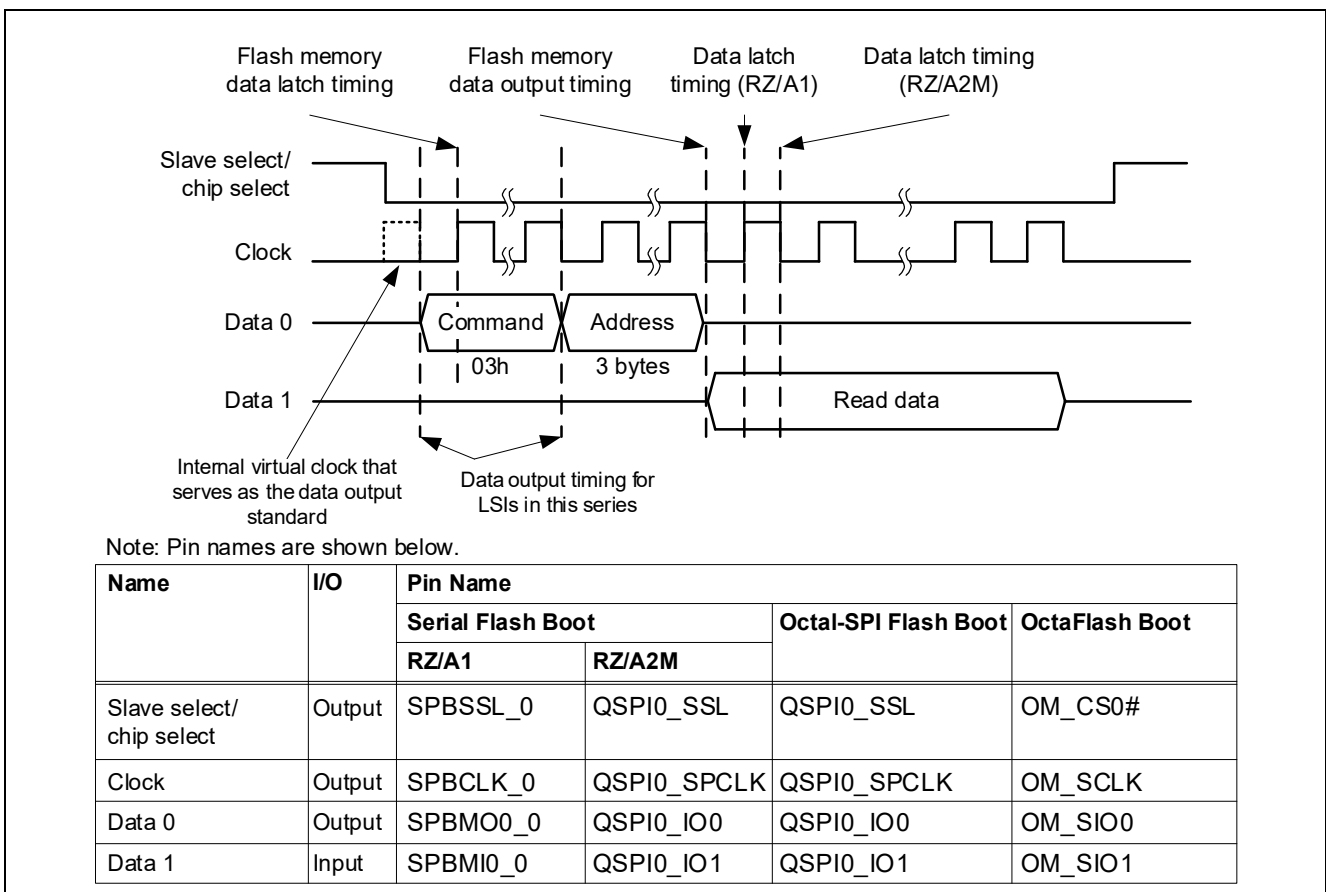 Flash memory
data latch timing
Flash memory
data output timing
Data latch
timing (RZ/A1)
Data latch timing
(RZ/A2M)
Slave select/
chip select
Clock
Data 0
Command
Address
03h
3 bytes
Data 1
Read data
Internal virtual clock that
serves as the data output
standard
Data output timing for
LSIs in this series
Note: Pin names are shown below.
Name I/O Pin Name
Serial Flash Boot Octal-SPI Flash Boot OctaFlash Boot
RZ/A1 RZ/A2M
Slave select/
chip select Output SPBSSL_0 QSPI0_SSL QSPI0_SSL OM_CS0#
Clock Output SPBCLK_0 QSPI0_SPCLK QSPI0_SPCLK OM_SCLK
Data 0 Output SPBMO0_0 QSPI0_IO0 QSPI0_IO0 OM_SIO0
Data 1 Input SPBMI0_0 QSPI0_IO1 QSPI0_IO1 OM_SIO1